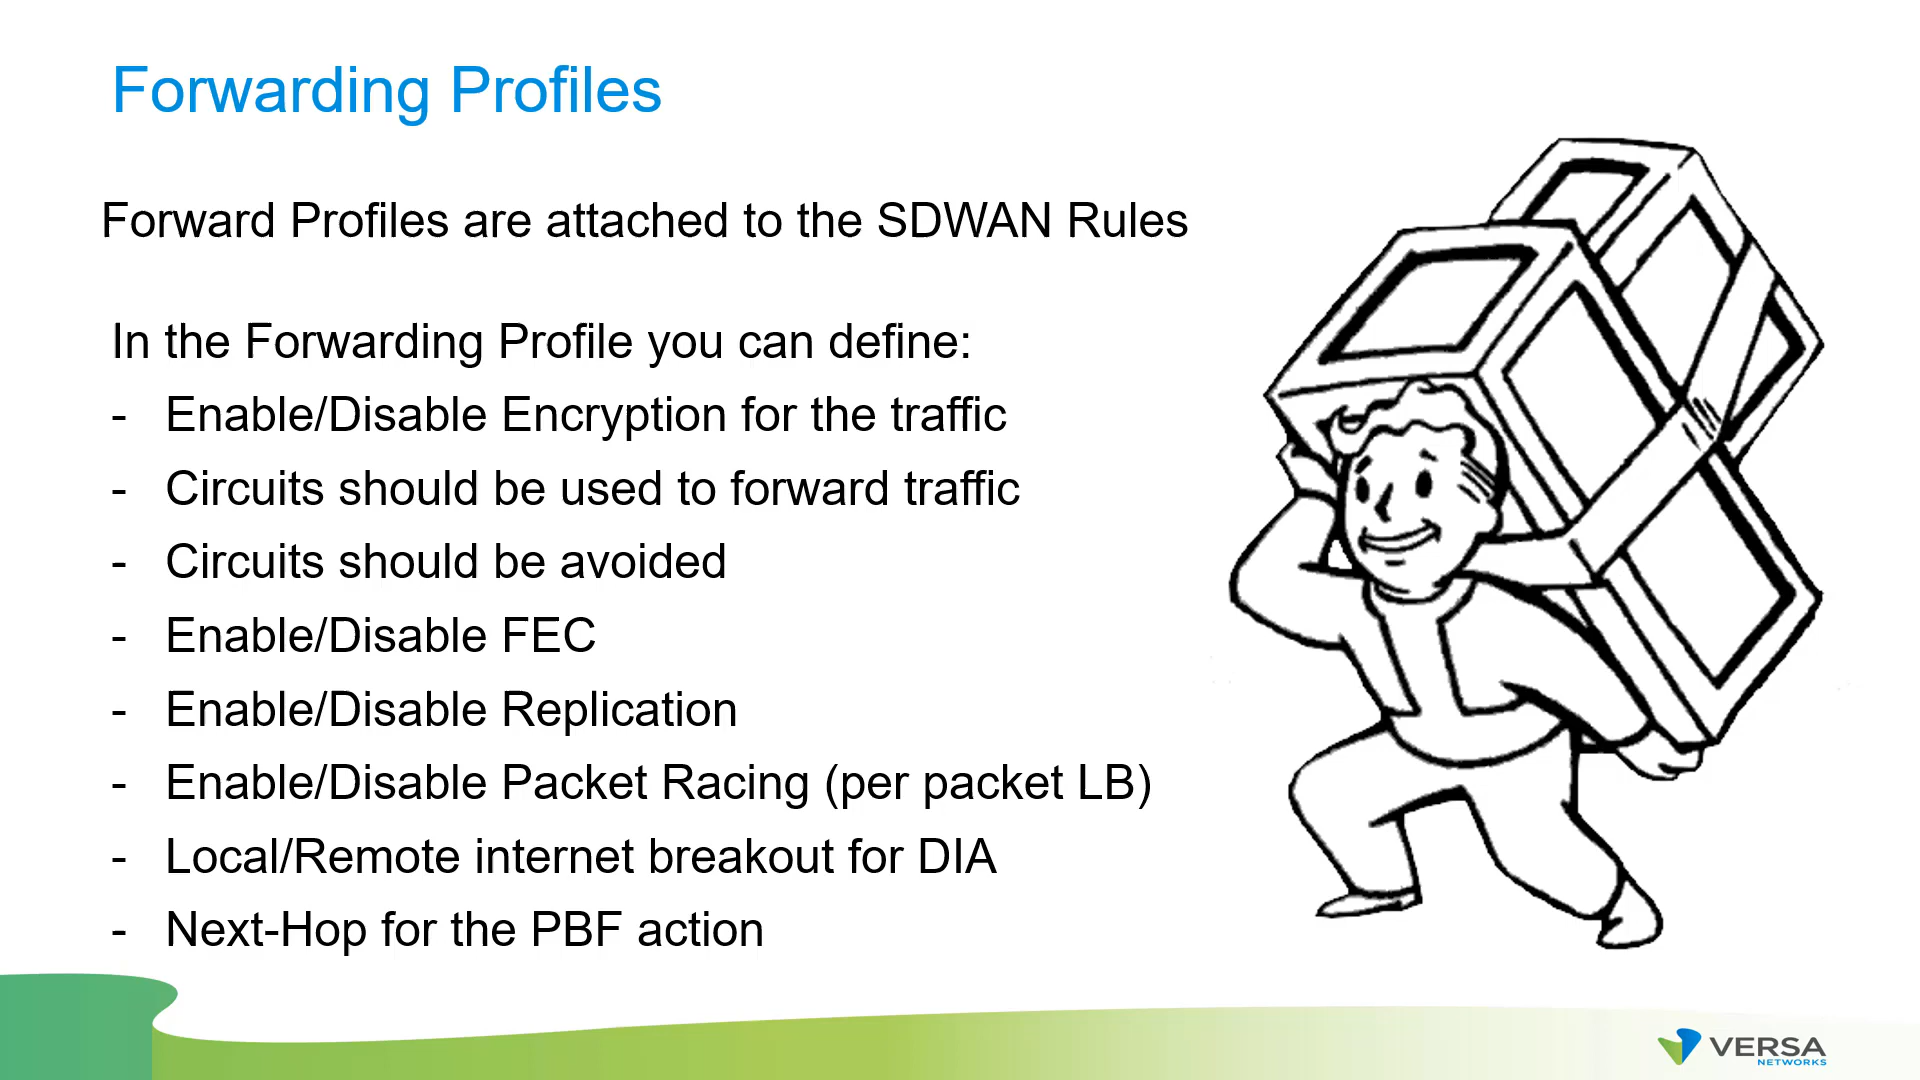 Forwarding Profiles
Forward Profiles are attached to the SDWAN Rules
In the Forwarding Profile you can define:
- Enable/Disable Encryption for the traffic
- Circuits should be used to forward traffic
- Circuits should be avoided
- Enable/Disable FEC
- Enable/Disable Replication
- Enable/Disable Packet Racing (per packet LB)
- Local/Remote internet breakout for DIA
- Next-Hop for the PBF action
VERSA
NETWORKS